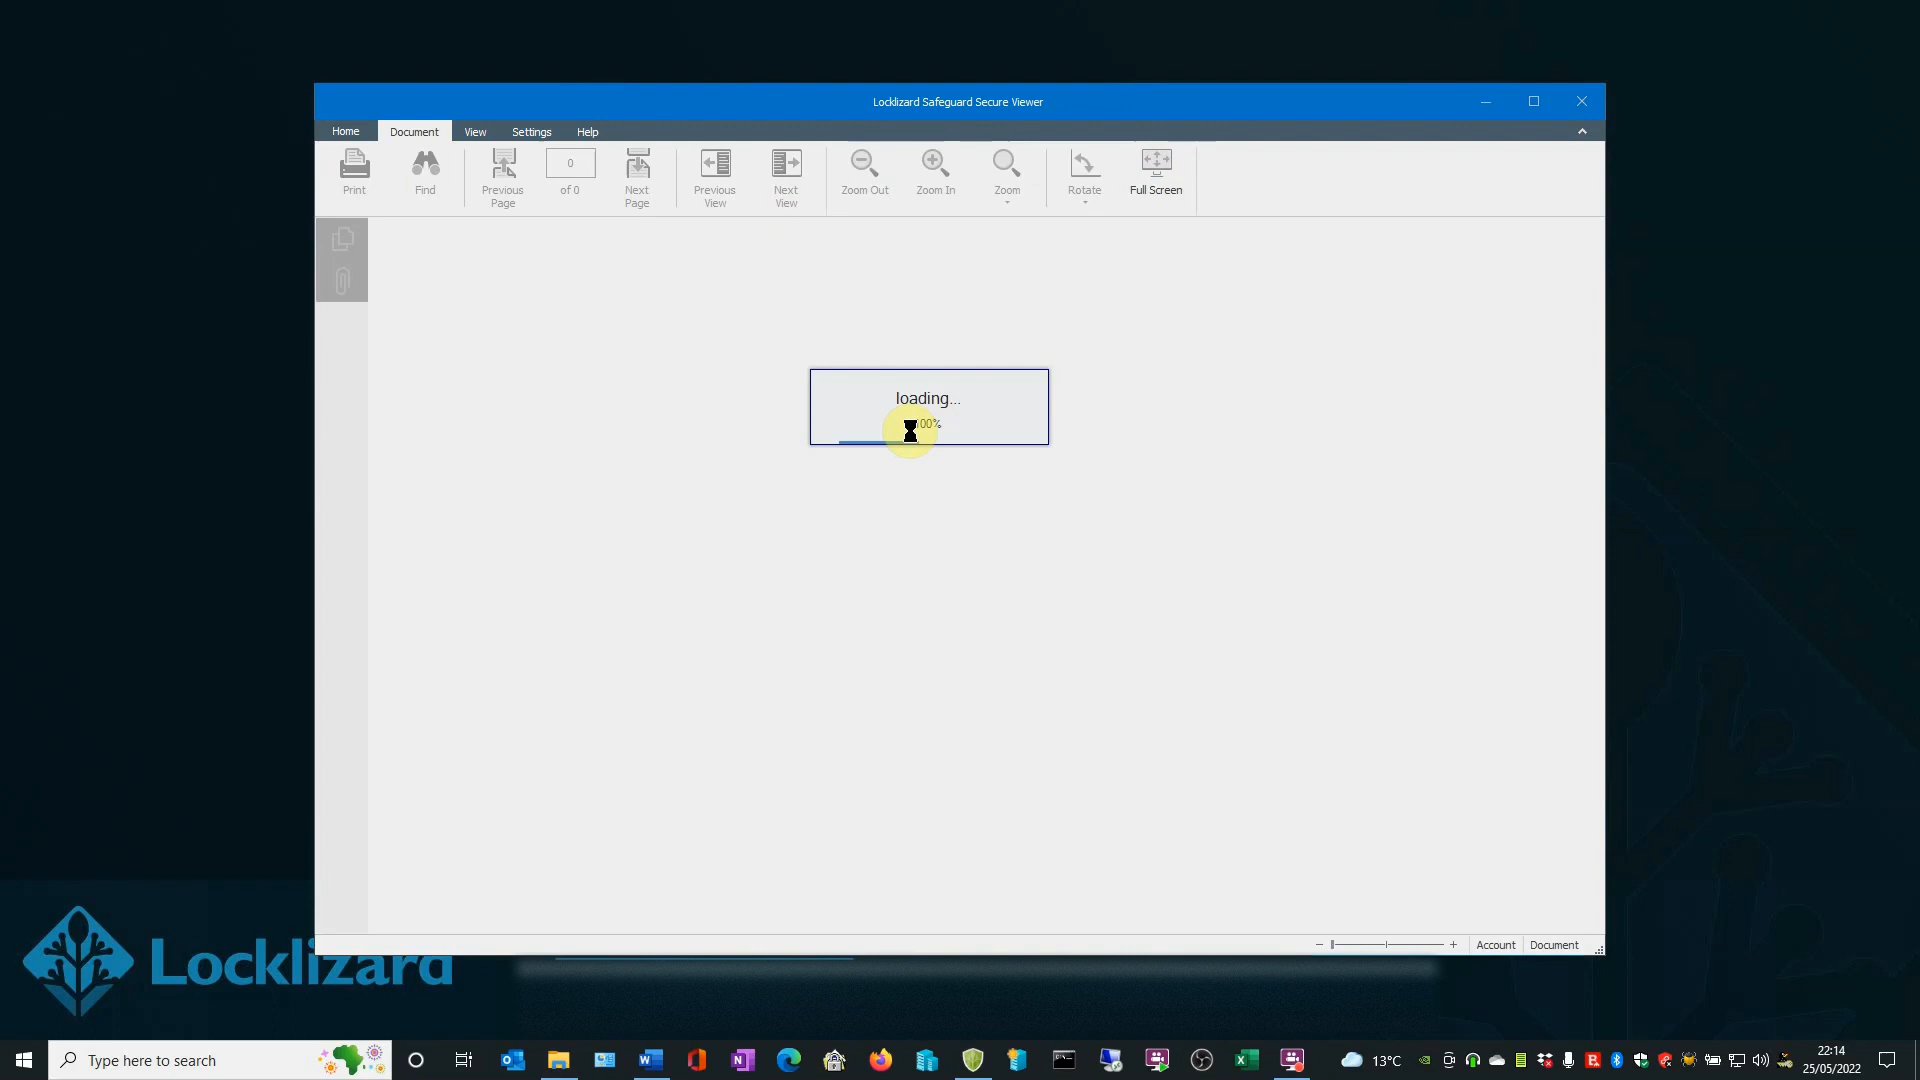 Locklizard Safeguard Secure Viewer
Home Document View Settings Help
Print
Find
Previous
Page
0
of 0
Next
Page
Previous
View
Next
View
Zoom Out
Zoom In
Zoom
Rotate
Full Screen
loading...
Account Document
Locklizard
Type here to search
13°C
22:14
25/05/2022